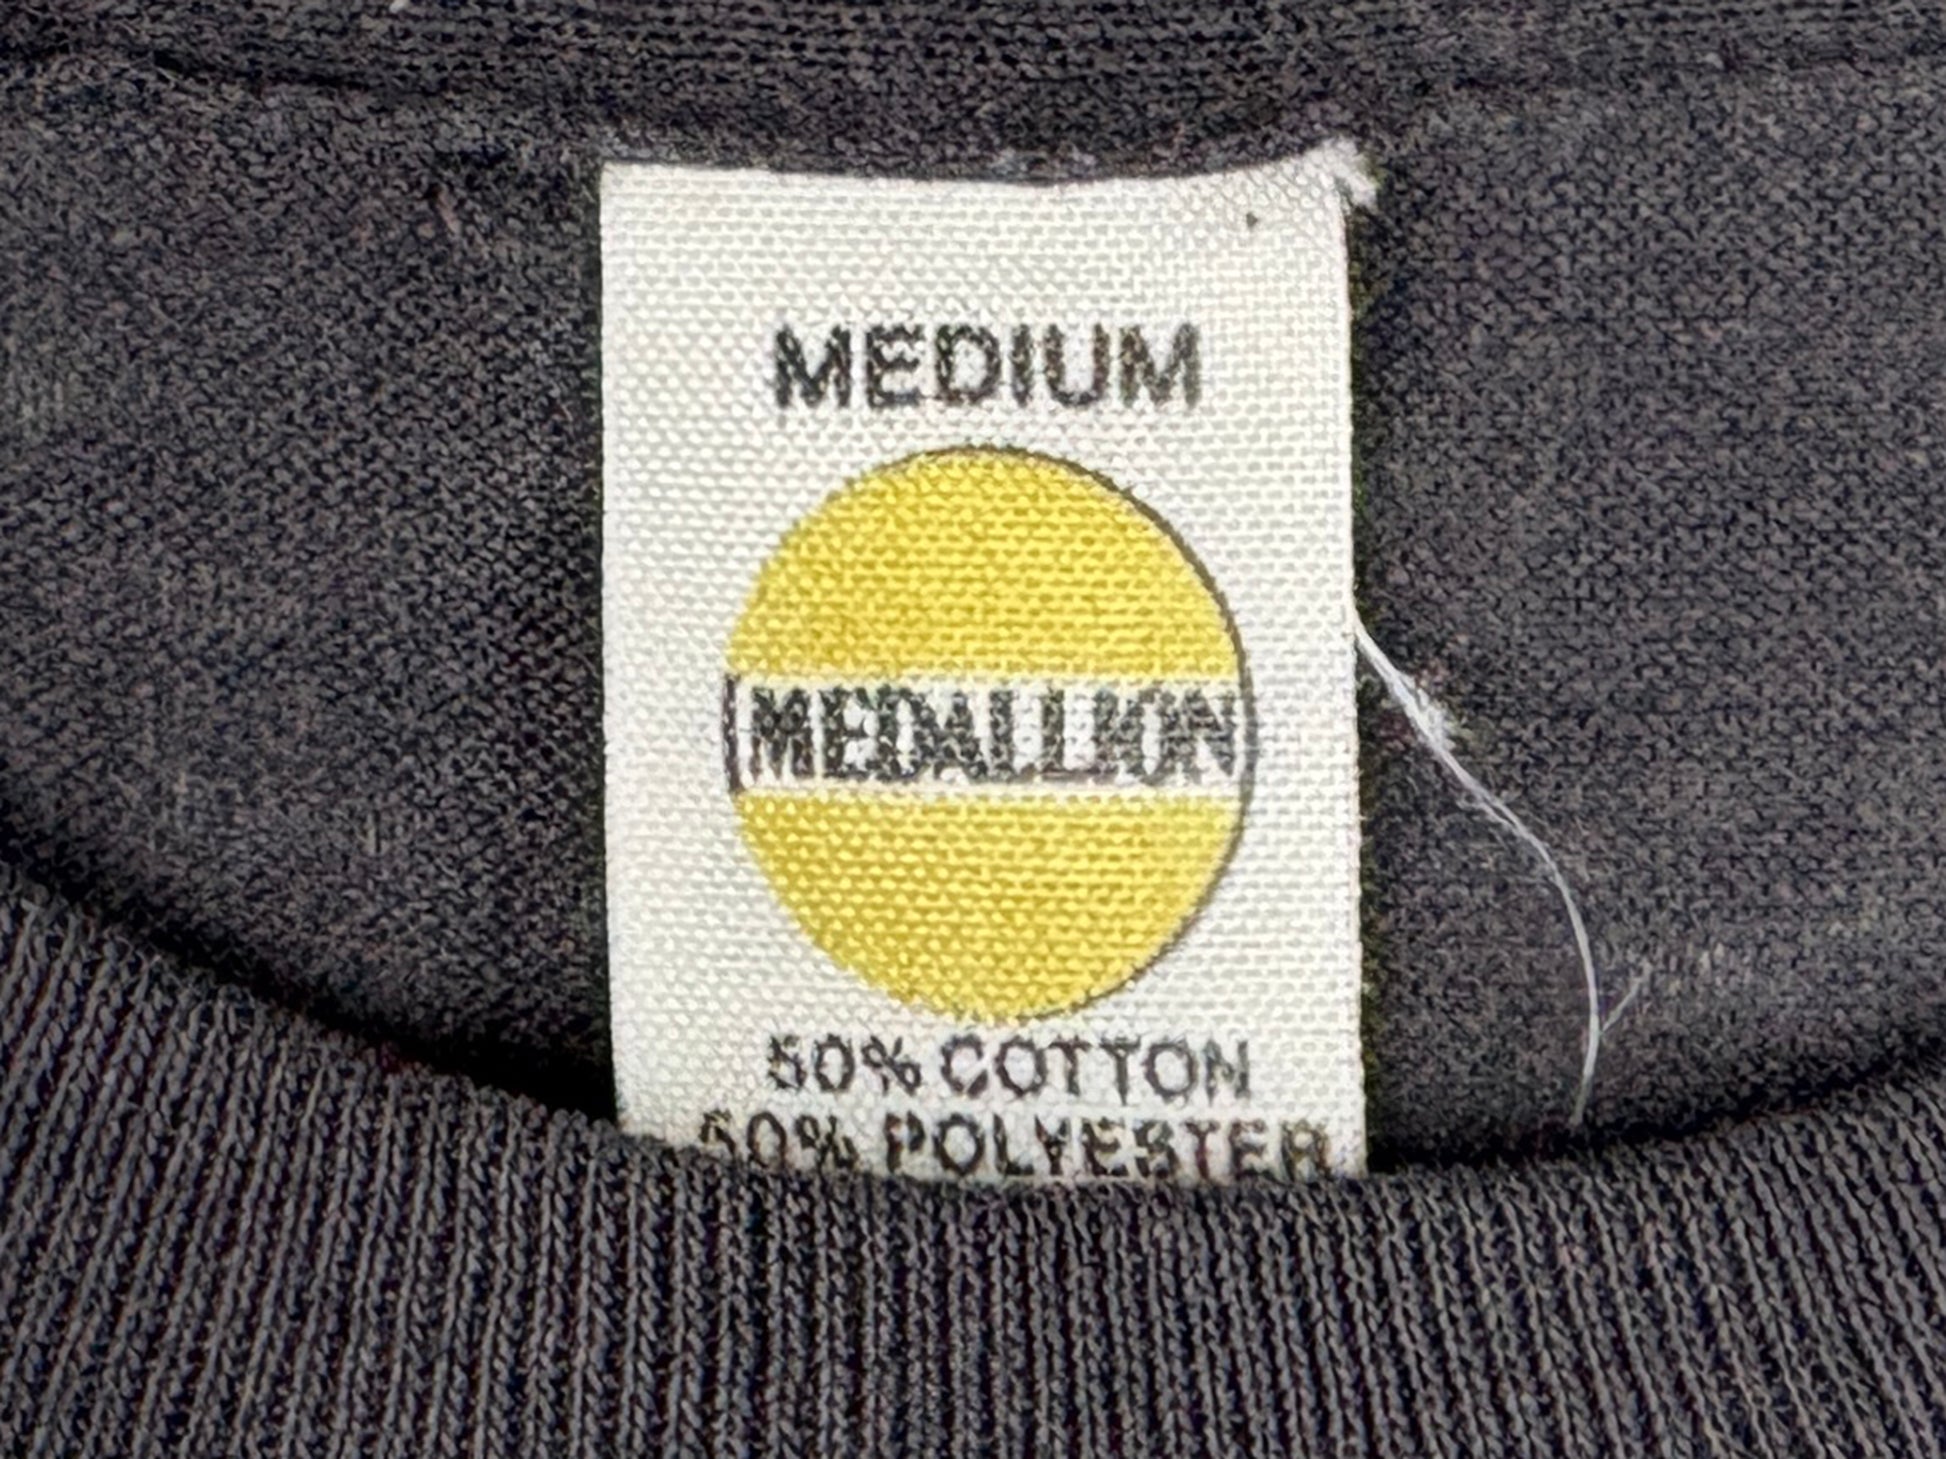 MEDIUM
MEDALLION
50% COTTON
50% POLYESTER